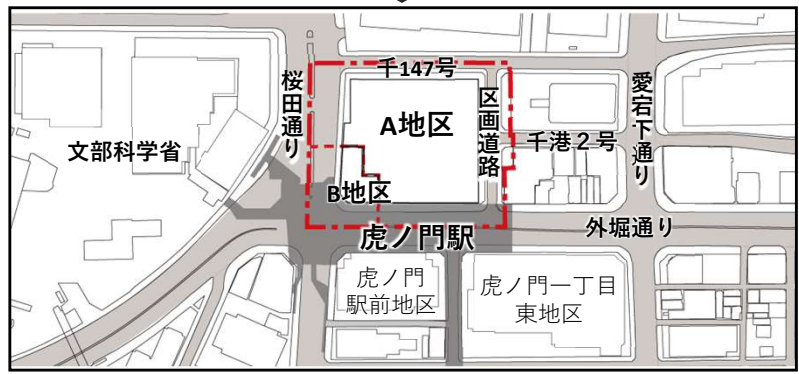 千147号
桜田通り
区画道路
愛宕下通り
A地区
千港２号
文部科学省
B地区
外堀通り
虎ノ門駅
虎ノ門
駅前地区
虎ノ門一丁目
東地区